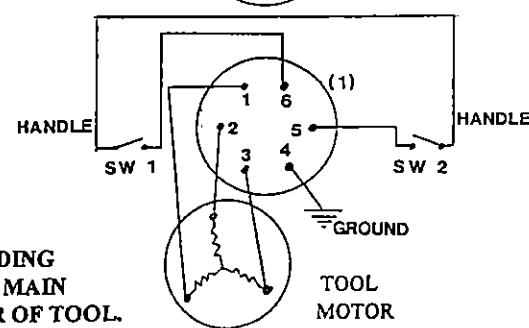 (1)
1 6
HANDLE 2 5 HANDLE
SW 1 3 4 SW 2
GROUND
DING
MAIN
R OF TOOL.
TOOL
MOTOR